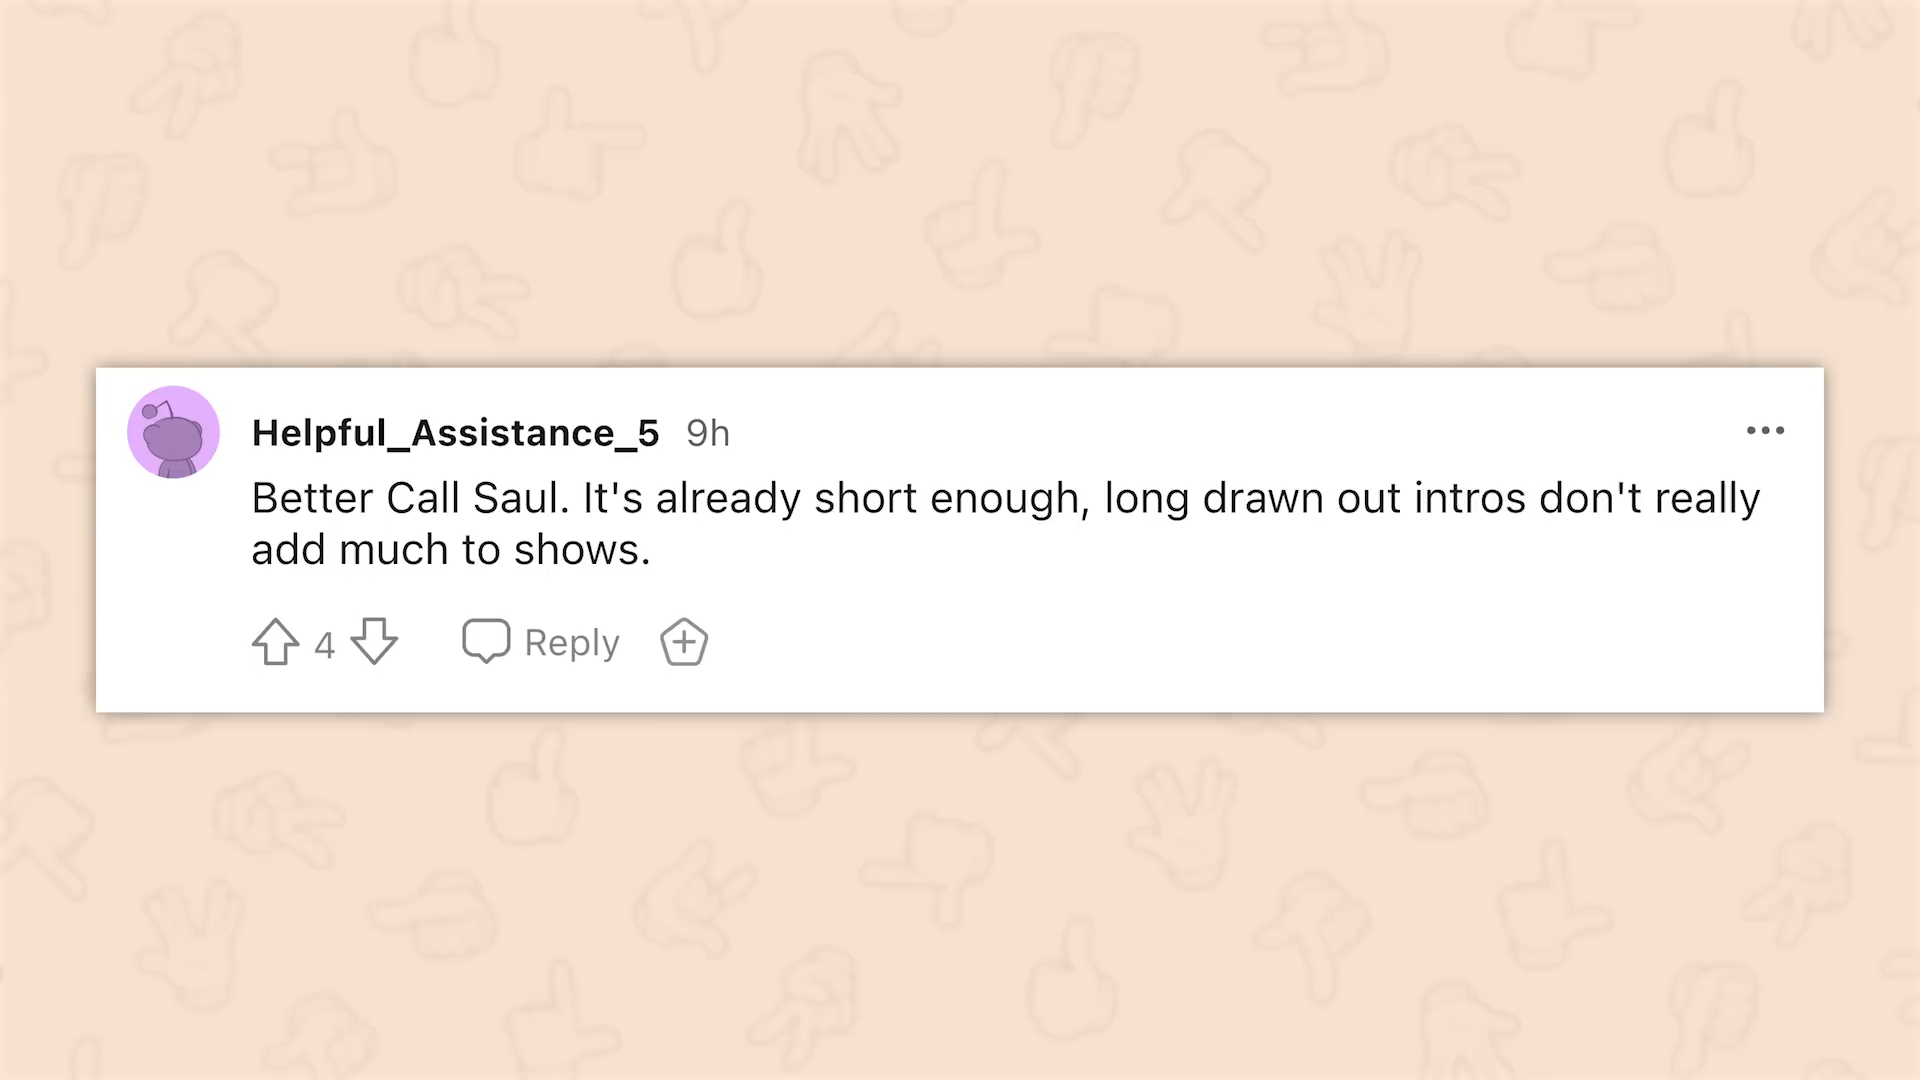 Helpful_Assistance_5 9h
Better Call Saul. It's already short enough, long drawn out intros don't really
add much to shows.
4 Reply